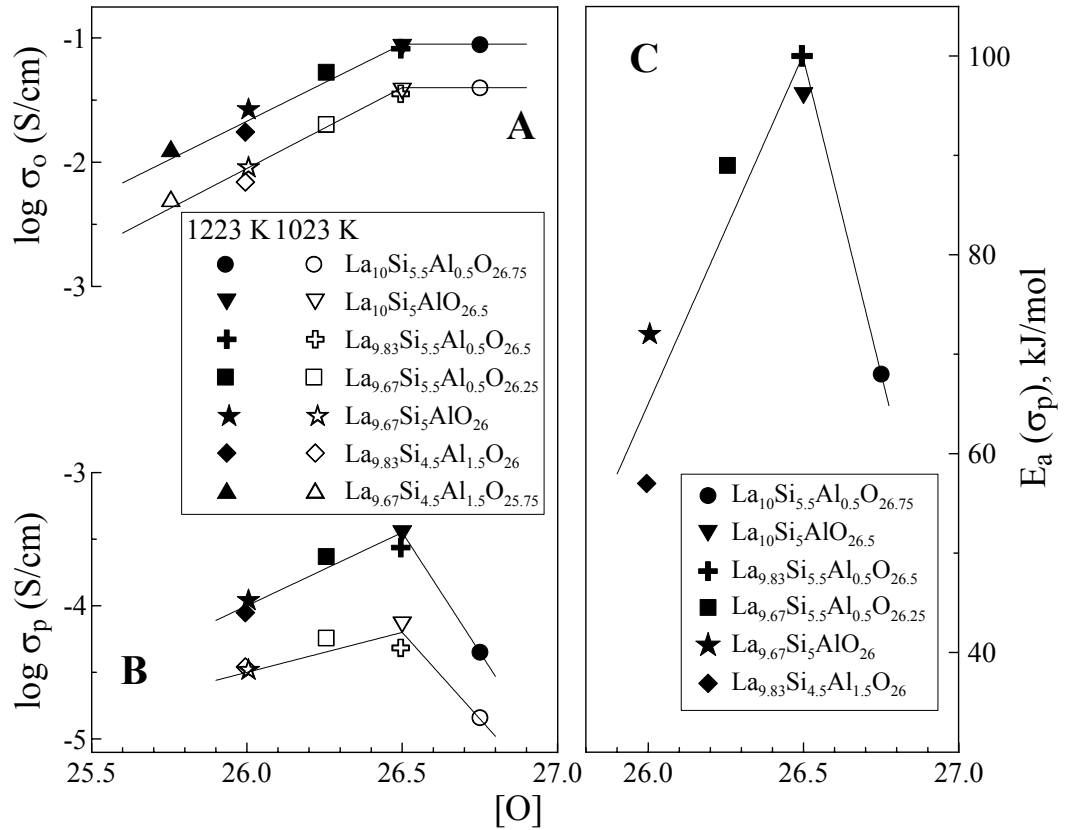 -1
-2
-3
log σₒ (S/cm)
A
1223 K 1023 K
La₁₀Si₅.₅Al₀.₅O₂₆.₇₅
La₁₀Si₅AlO₂₆.₅
La₉.₈₃Si₅.₅Al₀.₅O₂₆.₅
La₉.₆₇Si₅.₅Al₀.₅O₂₆.₂₅
La₉.₆₇Si₅AlO₂₆
La₉.₈₃Si₄.₅Al₁.₅O₂₆
La₉.₆₇Si₄.₅Al₁.₅O₂₅.₇₅
-3
-4
-5
log σₚ (S/cm)
B
25.5 26.0 26.5 27.0
C
100
80
60
40
Eₐ (σₚ), kJ/mol
La₁₀Si₅.₅Al₀.₅O₂₆.₇₅
La₁₀Si₅AlO₂₆.₅
La₉.₈₃Si₅.₅Al₀.₅O₂₆.₅
La₉.₆₇Si₅.₅Al₀.₅O₂₆.₂₅
La₉.₆₇Si₅AlO₂₆
La₉.₈₃Si₄.₅Al₁.₅O₂₆
26.0 26.5 27.0
[O]